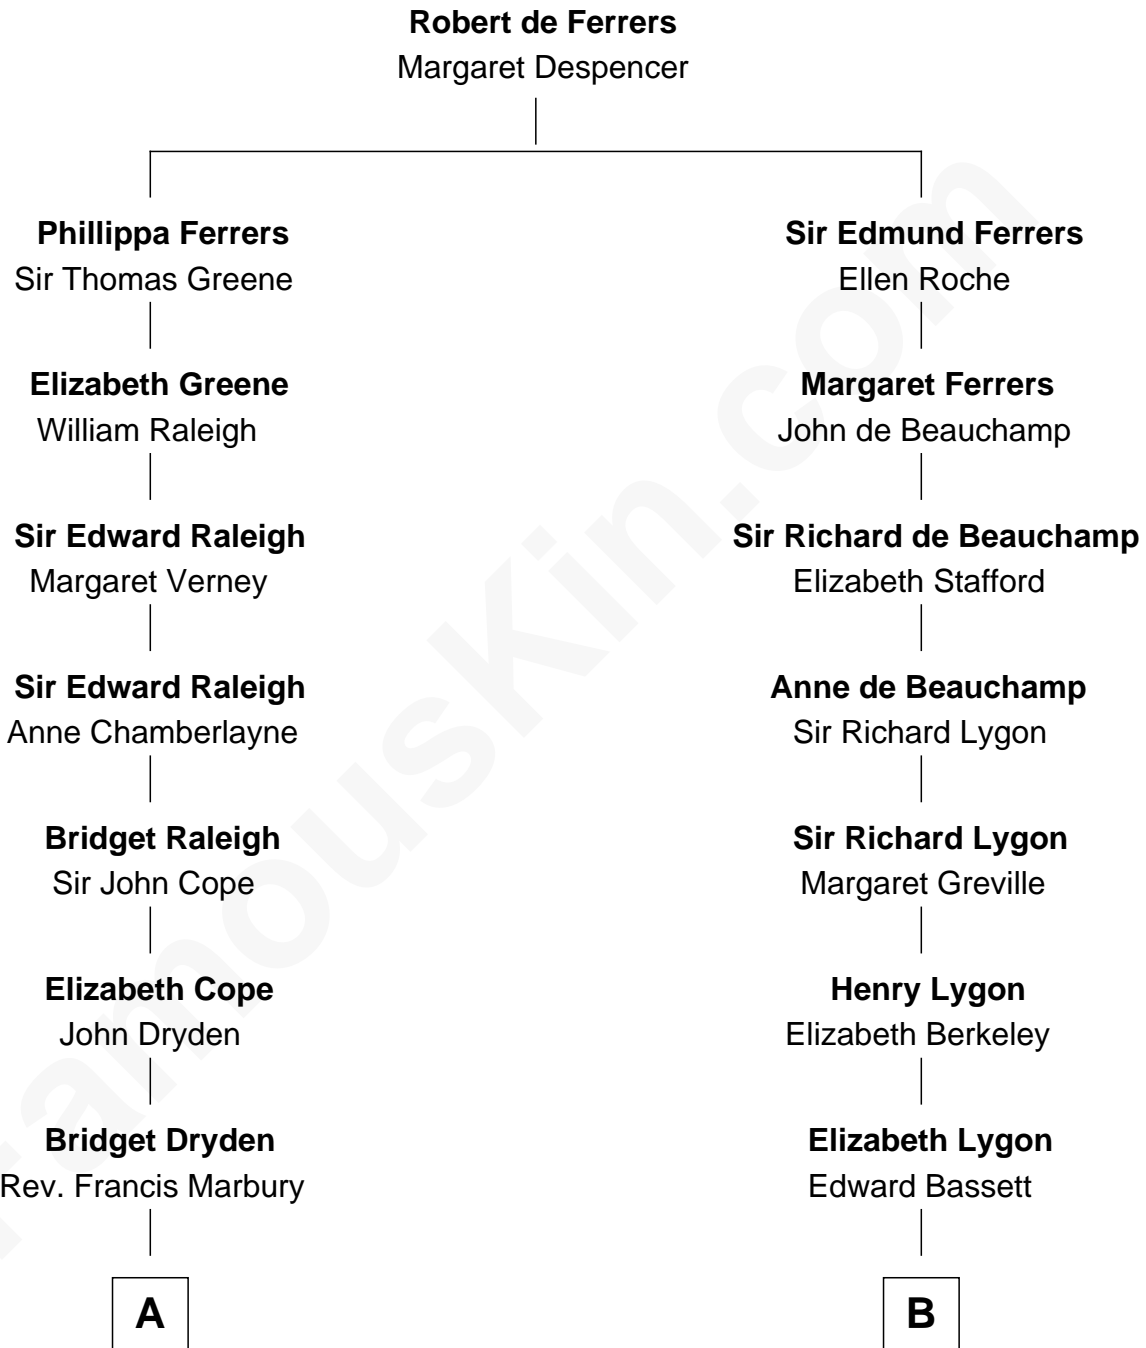 Robert de Ferrers
Margaret Despencer
Phillippa Ferrers
Sir Thomas Greene
Sir Edmund Ferrers
Ellen Roche
Elizabeth Greene
William Raleigh
Margaret Ferrers
John de Beauchamp
Sir Edward Raleigh
Margaret Verney
Sir Richard de Beauchamp
Elizabeth Stafford
Sir Edward Raleigh
Anne Chamberlayne
Anne de Beauchamp
Sir Richard Lygon
Bridget Raleigh
Sir John Cope
Sir Richard Lygon
Margaret Greville
Elizabeth Cope
John Dryden
Henry Lygon
Elizabeth Berkeley
Bridget Dryden
Rev. Francis Marbury
Elizabeth Lygon
Edward Bassett
A
B
FamousKin.com